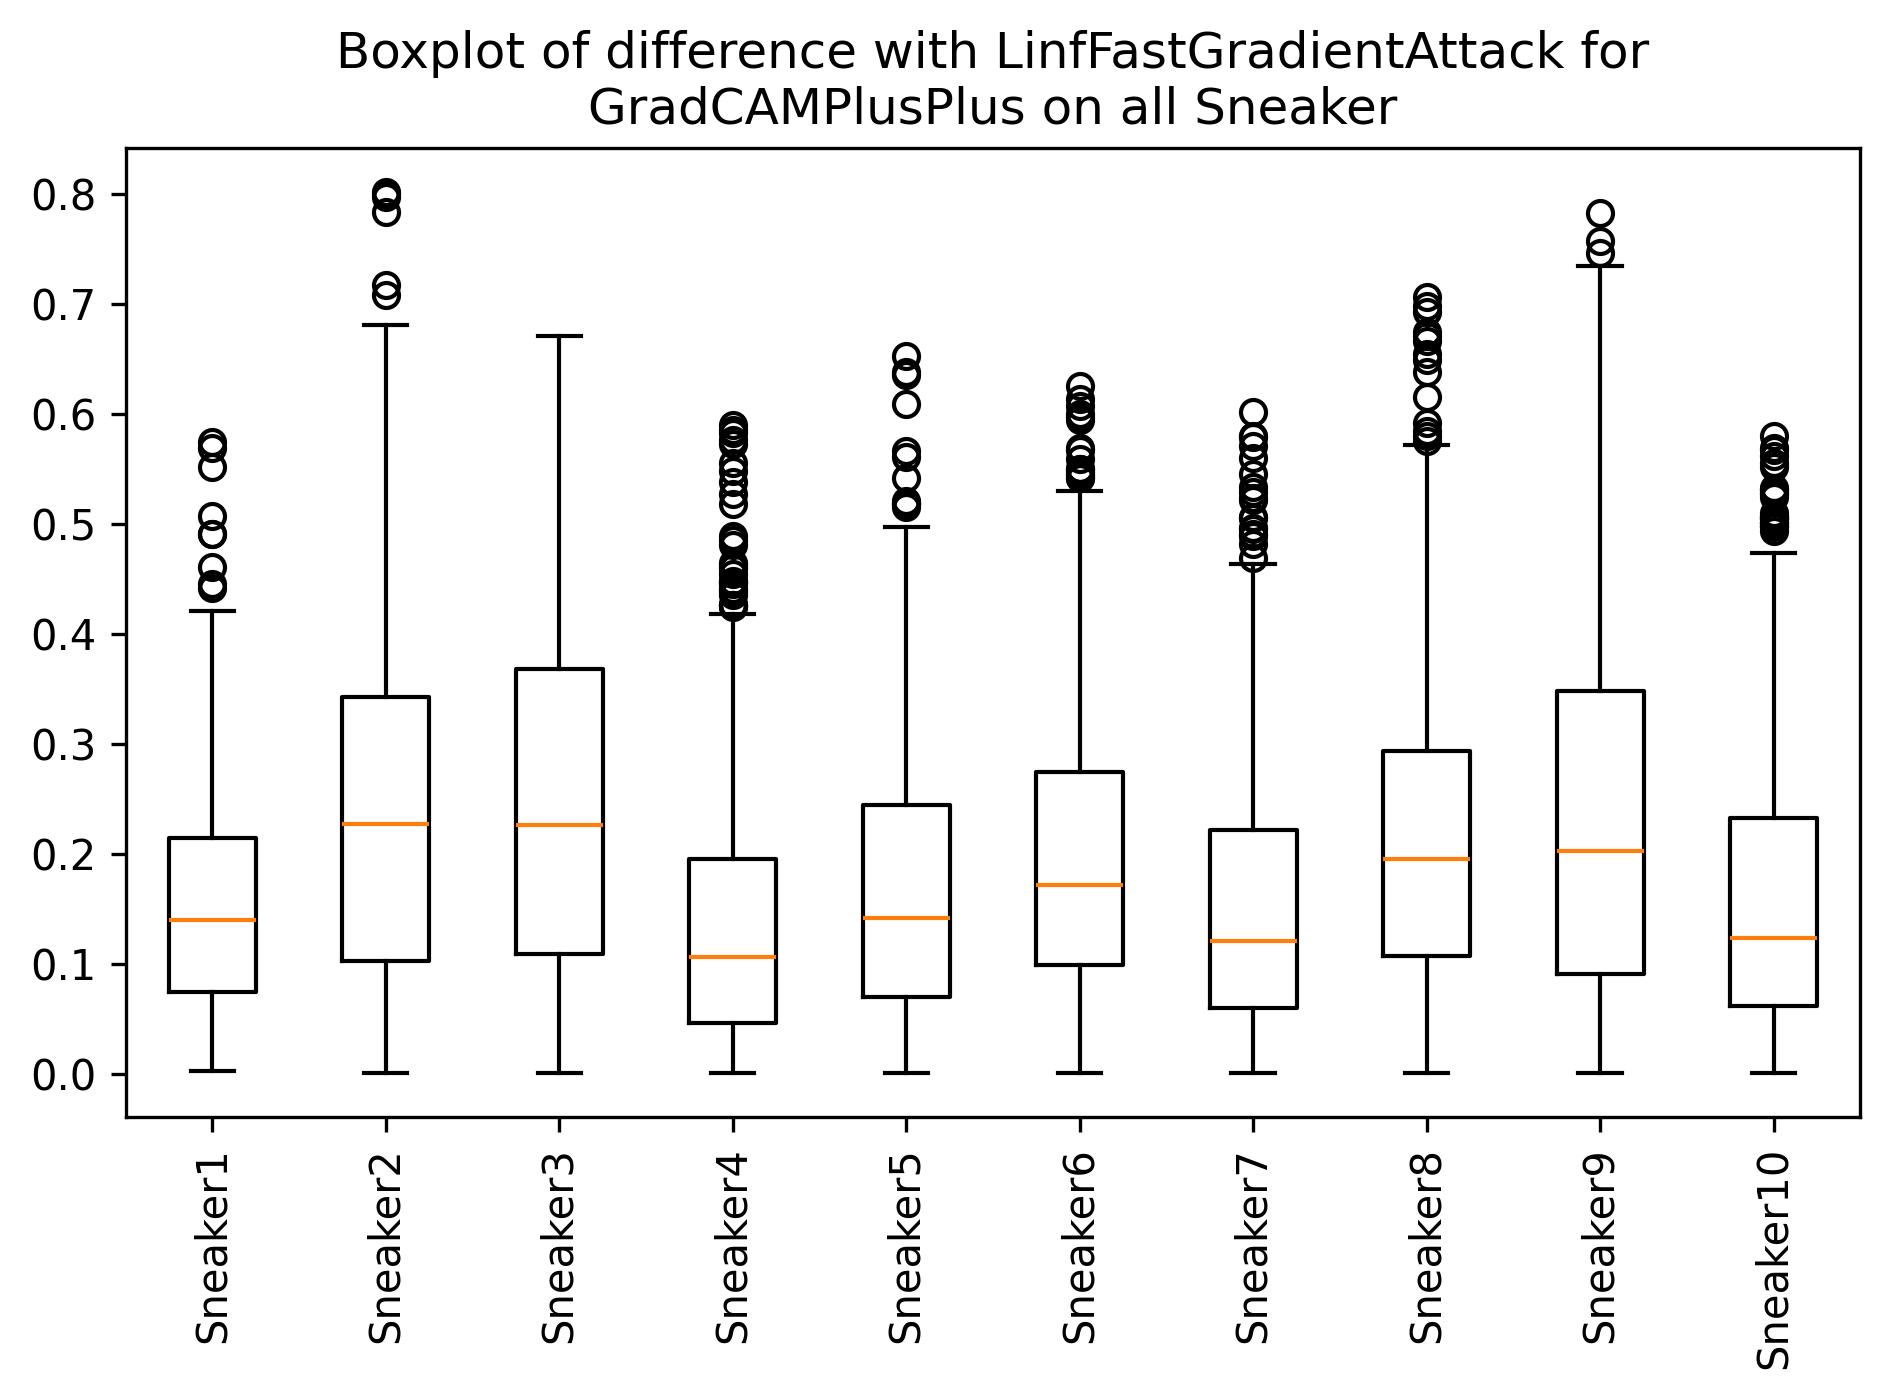 Boxplot of difference with LinfFastGradientAttack for
GradCAMPlusPlus on all Sneaker
0.8
0.7
0.6
0.5
0.4
0.3
0.2
0.1
0.0
Sneaker1
Sneaker2
Sneaker3
Sneaker4
Sneaker5
Sneaker6
Sneaker7
Sneaker8
Sneaker9
Sneaker10